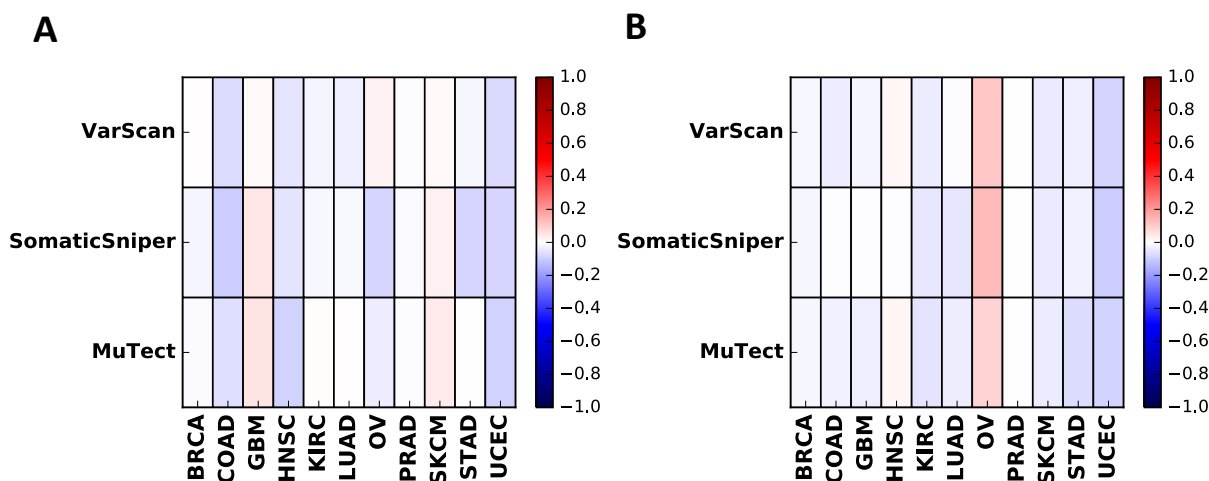 A
VarScan
SomaticSniper
MuTect
BRCA
COAD
GBM
HNSC
KIRC
LUAD
OV
PRAD
SKCM
STAD
UCEC
1.0
0.8
0.6
0.4
0.2
0.0
−0.2
−0.4
−0.6
−0.8
−1.0
B
VarScan
SomaticSniper
MuTect
BRCA
COAD
GBM
HNSC
KIRC
LUAD
OV
PRAD
SKCM
STAD
UCEC
1.0
0.8
0.6
0.4
0.2
0.0
−0.2
−0.4
−0.6
−0.8
−1.0